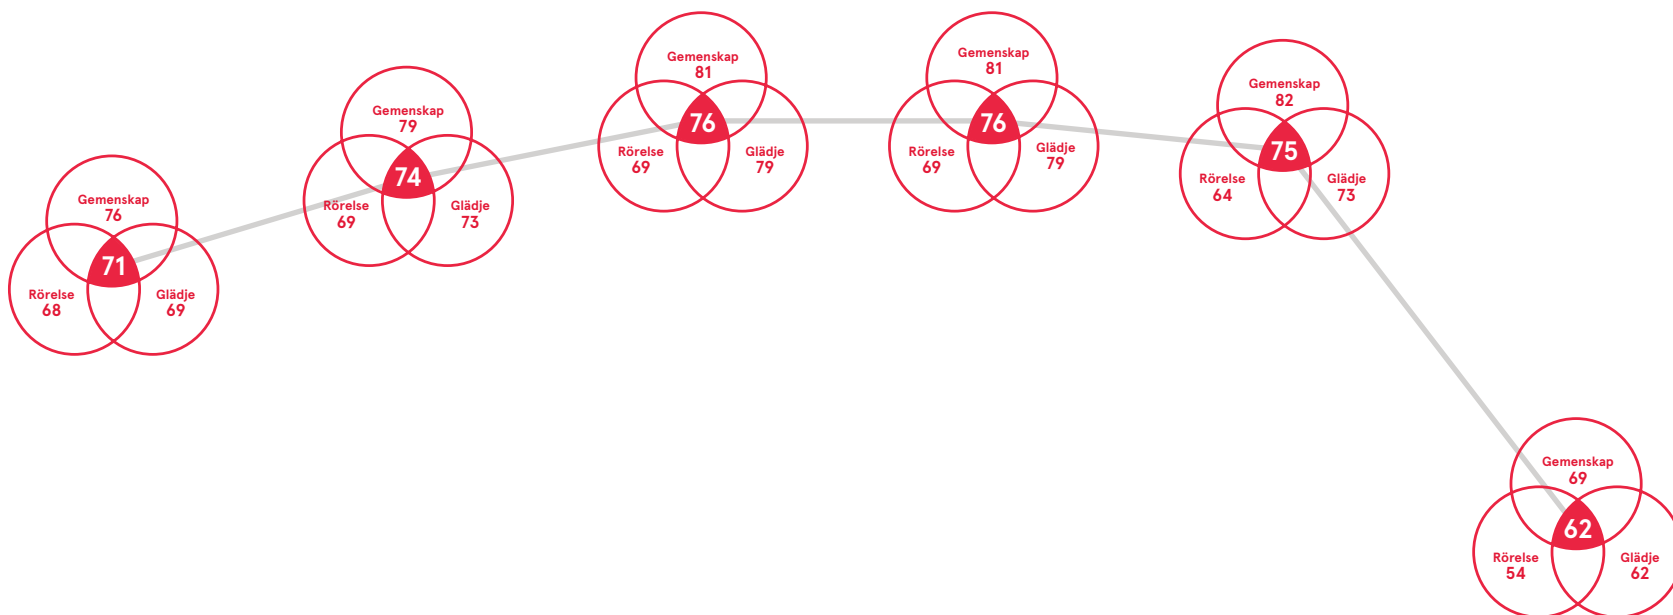 Gemenskap
76
71
Rörelse
68
Glädje
69
Gemenskap
79
74
Rörelse
69
Glädje
73
Gemenskap
81
76
Rörelse
69
Glädje
79
Gemenskap
81
76
Rörelse
69
Glädje
79
Gemenskap
82
75
Rörelse
64
Glädje
73
Gemenskap
69
62
Rörelse
54
Glädje
62